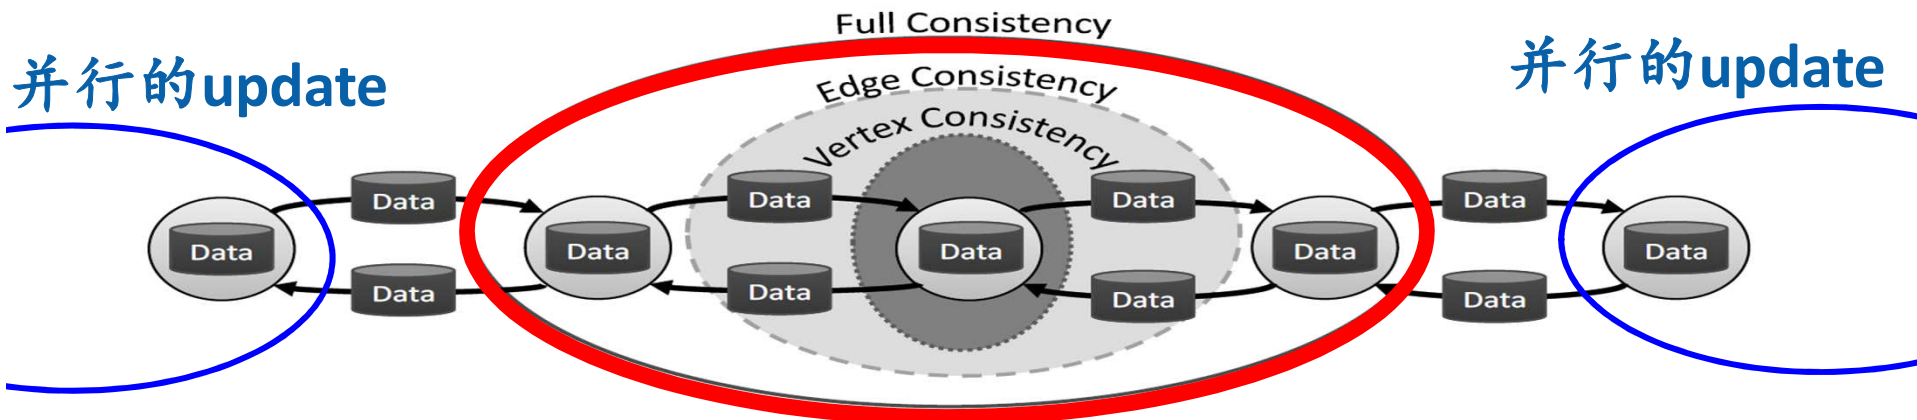 Full Consistency
并行的update
并行的update
Edge Consistency
Vertex Consistency
Data
Data
Data
Data
Data
Data
Data
Data
Data
Data
Data
Data
Data